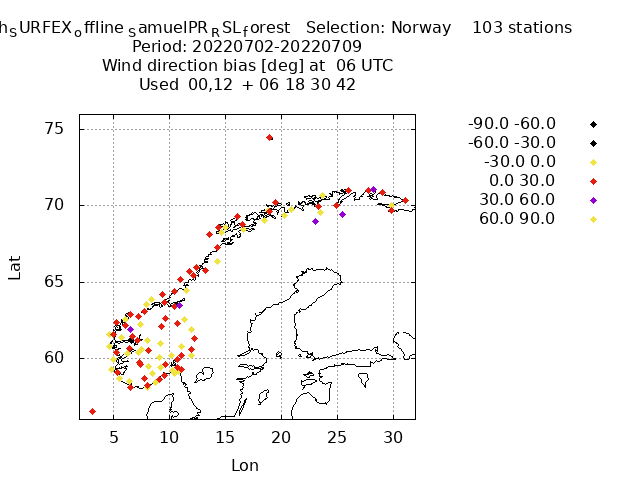 hSURFEXoffline SamuelPRRSLforest Selection: Norway 103 stations
Period: 20220702-20220709
Wind direction bias [deg] at 06 UTC
Used 00,12 + 06 18 30 42
-90.0 -60.0
-60.0 -30.0
-30.0 0.0
0.0 30.0
30.0 60.0
60.0 90.0
75
70
65
60
Lat
5 10 15 20 25 30
Lon